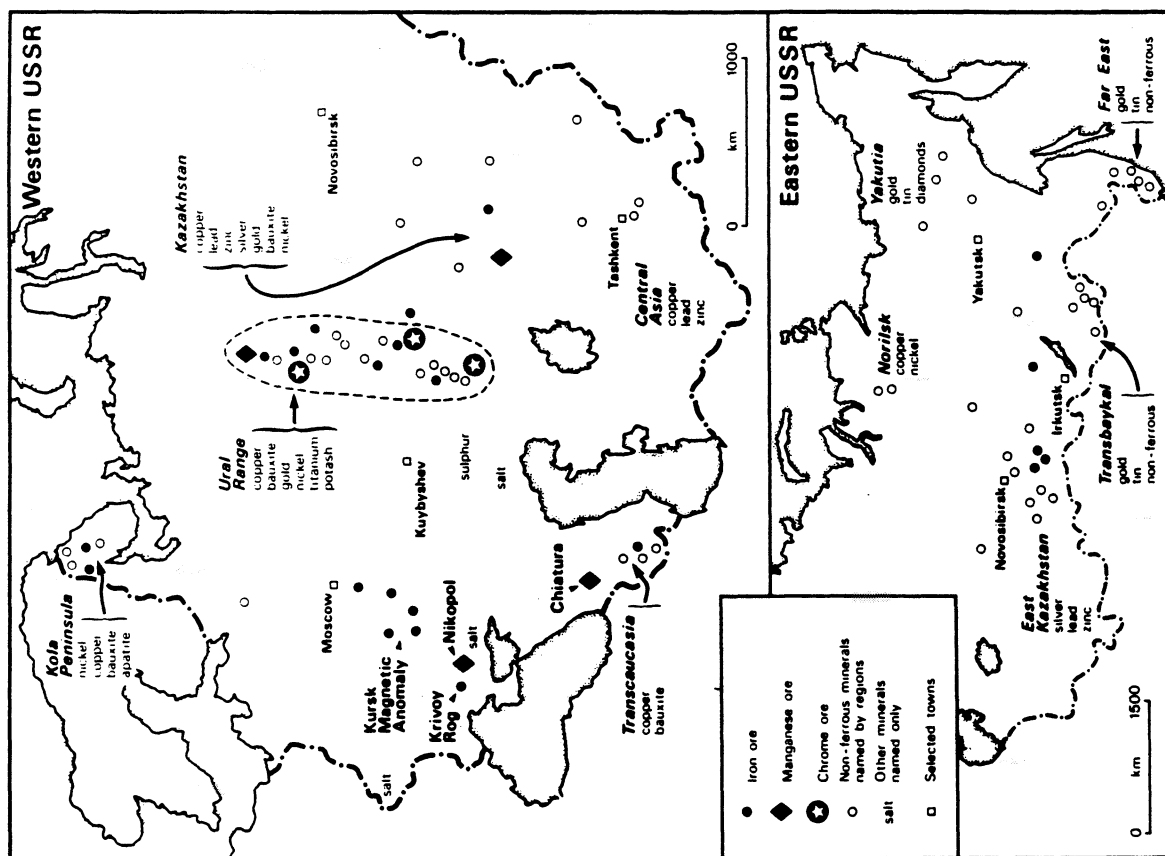 Western USSR
Kola
Peninsula
nickel
copper
bauxite
apatite
Ural
Range
copper
bauxite
gold
nickel
titanium
potash
Kazakhstan
copper
lead
zinc
silver
gold
bauxite
nickel
Novosibirsk
Moscow
Kuybyshev
sulphur
salt
Kursk
Magnetic
Anomaly
Krivoy
Rog
Nikopol
salt
salt
Chiatura
Transcaucasia
copper
bauxite
Tashkent
Central
Asia
copper
lead
zinc
0 km 1000
Iron ore
Manganese ore
Chrome ore
Non-ferrous minerals
named by regions
salt Other minerals
named only
Selected towns
Eastern USSR
Norilsk
copper
nickel
Yakutia
gold
tin
diamonds
Yakutsk
Far East
gold
tin
non-ferrous
Novosibirsk
Irkutsk
East
Kazakhstan
silver
lead
zinc
Transbaykal
gold
tin
non-ferrous
0 km 1500